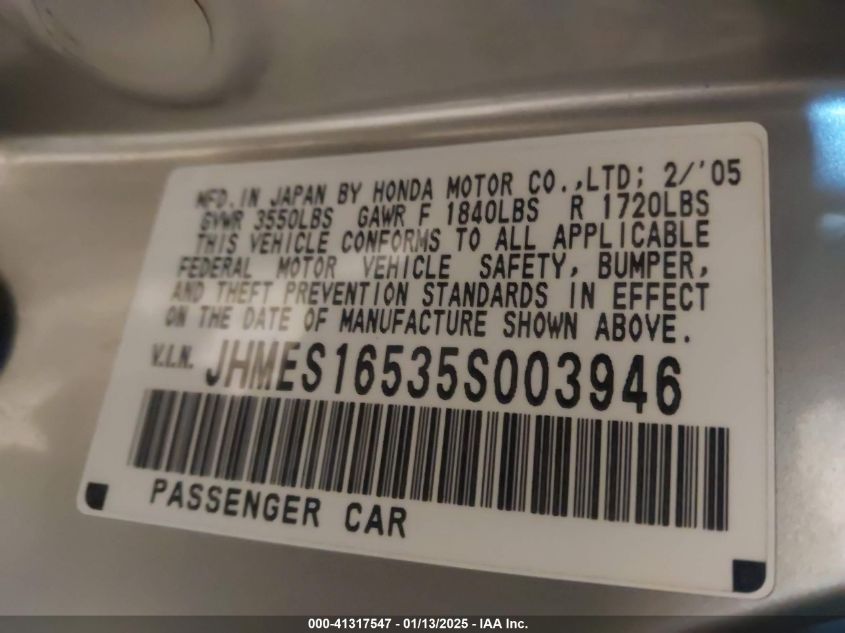 MFD.IN JAPAN BY HONDA MOTOR CO.,LTD; 2/'05
GVWR 3550LBS GAWR F 1840LBS R 1720LBS
THIS VEHICLE CONFORMS TO ALL APPLICABLE
FEDERAL MOTOR VEHICLE SAFETY, BUMPER,
AND THEFT PREVENTION STANDARDS IN EFFECT
ON THE DATE OF MANUFACTURE SHOWN ABOVE.
V.I.N. JHMES16535S003946
PASSENGER CAR
000-41317547 - 01/13/2025 - IAA Inc.